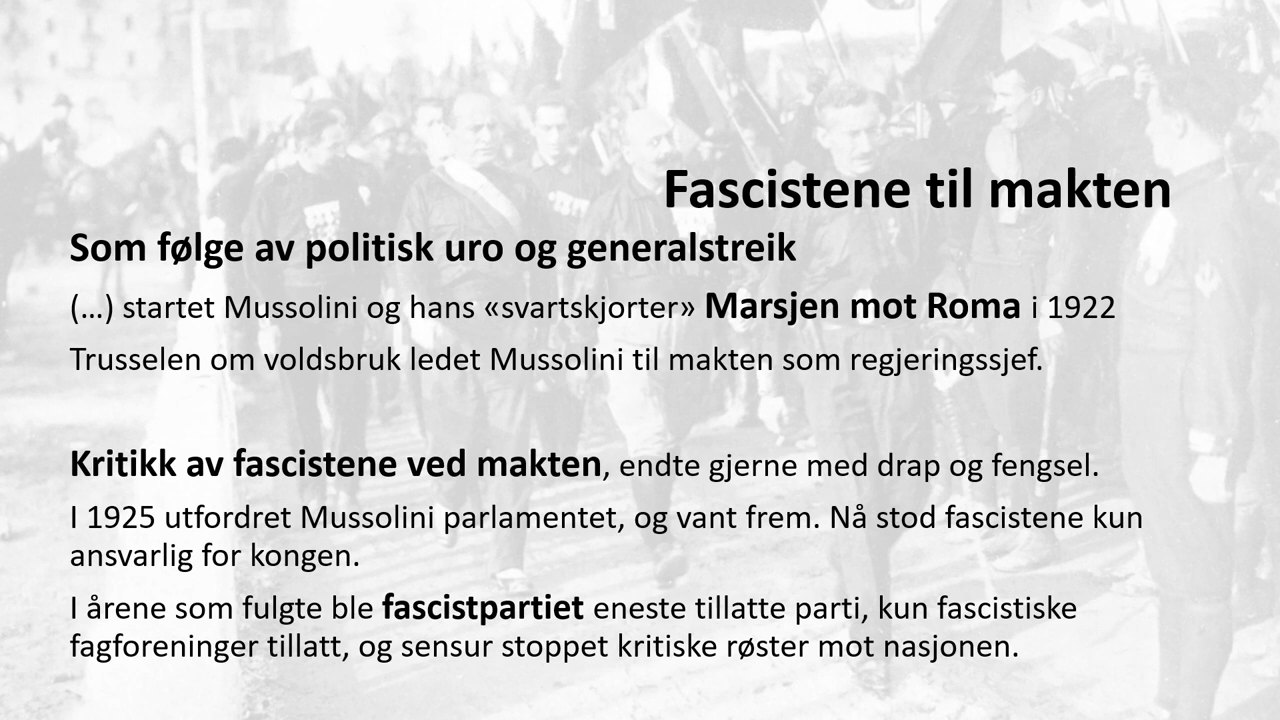 Fascistene til makten
Som følge av politisk uro og generalstreik
(…) startet Mussolini og hans «svartskjorter» Marsjen mot Roma i 1922
Trusselen om voldsbruk ledet Mussolini til makten som regjeringssjef.
Kritikk av fascistene ved makten, endte gjerne med drap og fengsel.
I 1925 utfordret Mussolini parlamentet, og vant frem. Nå stod fascistene kun
ansvarlig for kongen.
I årene som fulgte ble fascistpartiet eneste tillatte parti, kun fascistiske
fagforeninger tillatt, og sensur stoppet kritiske røster mot nasjonen.